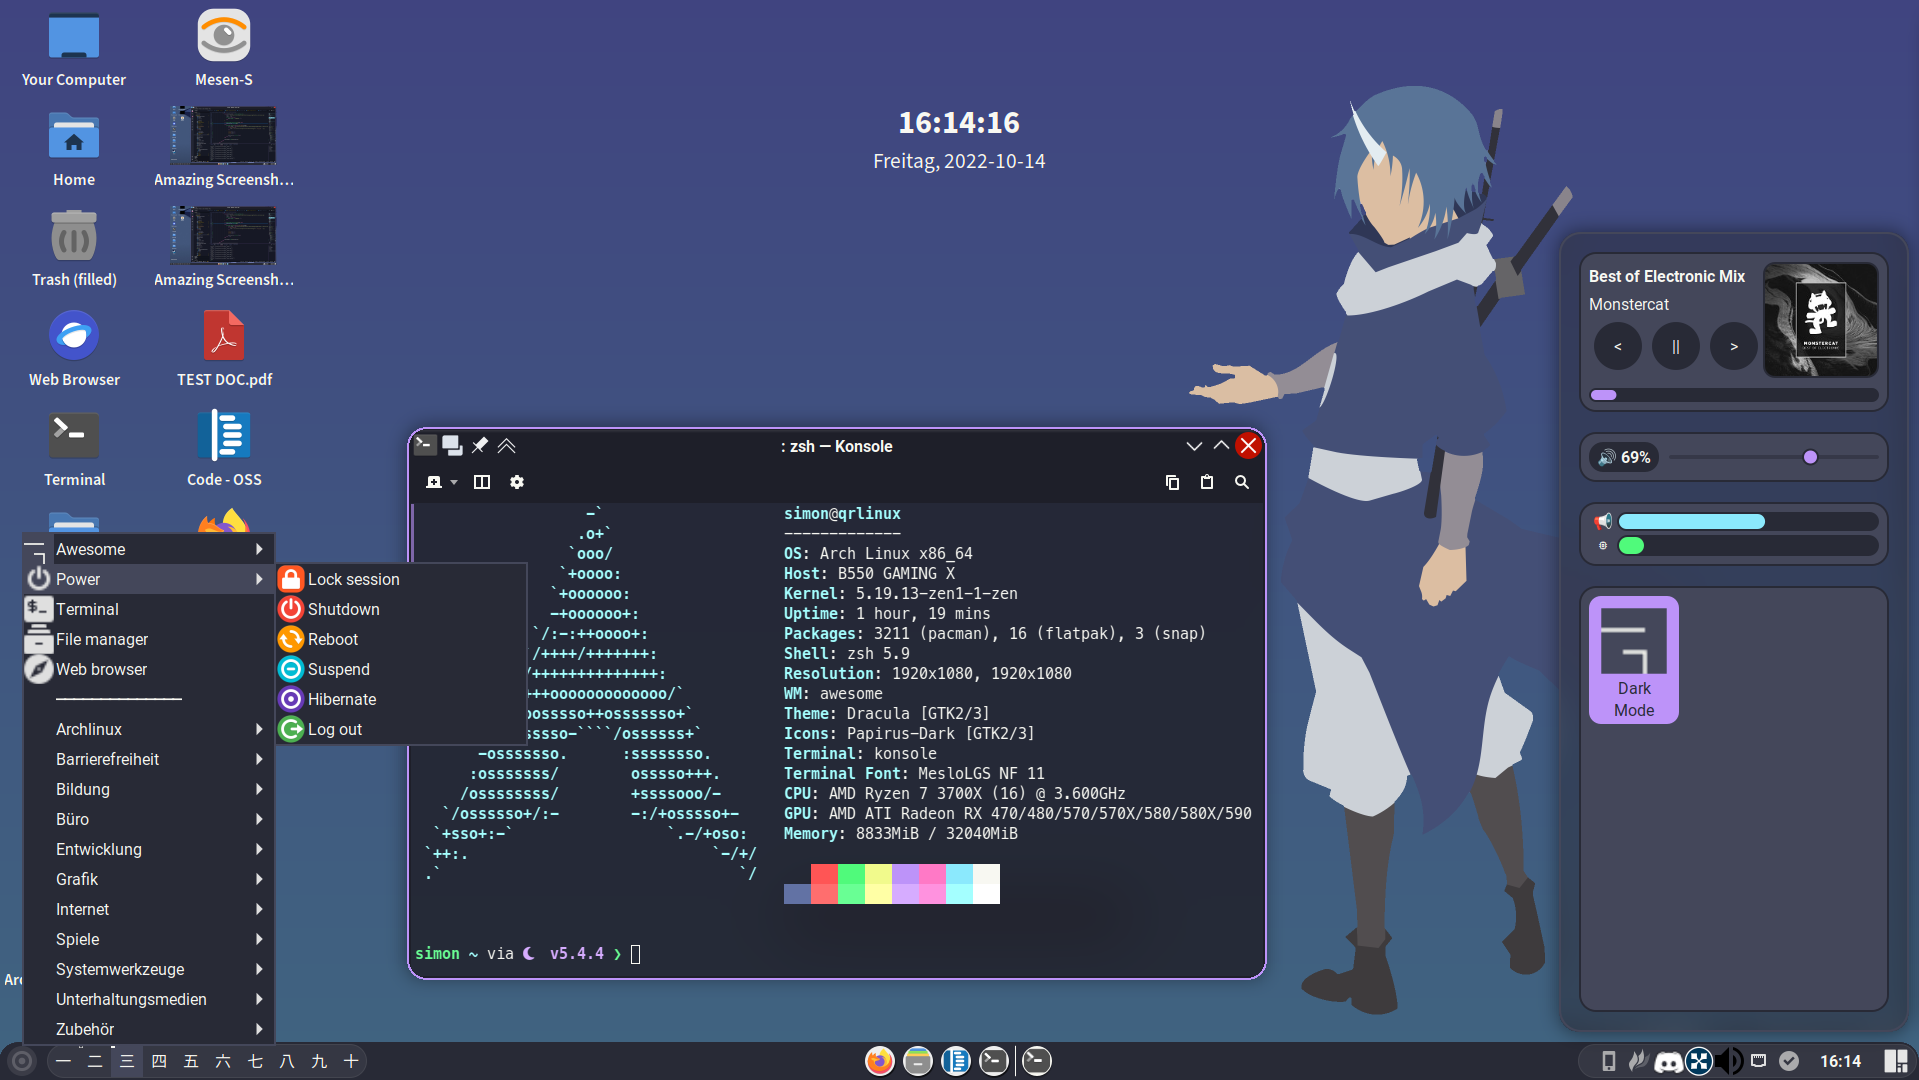 Your Computer
Mesen-S
Home
Amazing Screensh...
Trash (filled)
Amazing Screensh...
Web Browser
TEST DOC.pdf
Terminal
Code - OSS
16:14:16
Freitag, 2022-10-14
Best of Electronic Mix
Monstercat
< || >
MONSTERCAT
69%
Dark
Mode
Awesome
Power
Terminal
File manager
Web browser
Archlinux
Barrierefreiheit
Bildung
Büro
Entwicklung
Grafik
Internet
Spiele
Systemwerkzeuge
Unterhaltungsmedien
Zubehör
Lock session
Shutdown
Reboot
Suspend
Hibernate
Log out
: zsh — Konsole
simon@qrlinux
-------------
OS: Arch Linux x86_64
Host: B550 GAMING X
Kernel: 5.19.13-zen1-1-zen
Uptime: 1 hour, 19 mins
Packages: 3211 (pacman), 16 (flatpak), 3 (snap)
Shell: zsh 5.9
Resolution: 1920x1080, 1920x1080
WM: awesome
Theme: Dracula [GTK2/3]
Icons: Papirus-Dark [GTK2/3]
Terminal: konsole
Terminal Font: MesloLGS NF 11
CPU: AMD Ryzen 7 3700X (16) @ 3.600GHz
GPU: AMD ATI Radeon RX 470/480/570/570X/580/580X/590
Memory: 8833MiB / 32040MiB
simon ~ via v5.4.4 ❯
一 二 三 四 五 六 七 八 九 十
16:14